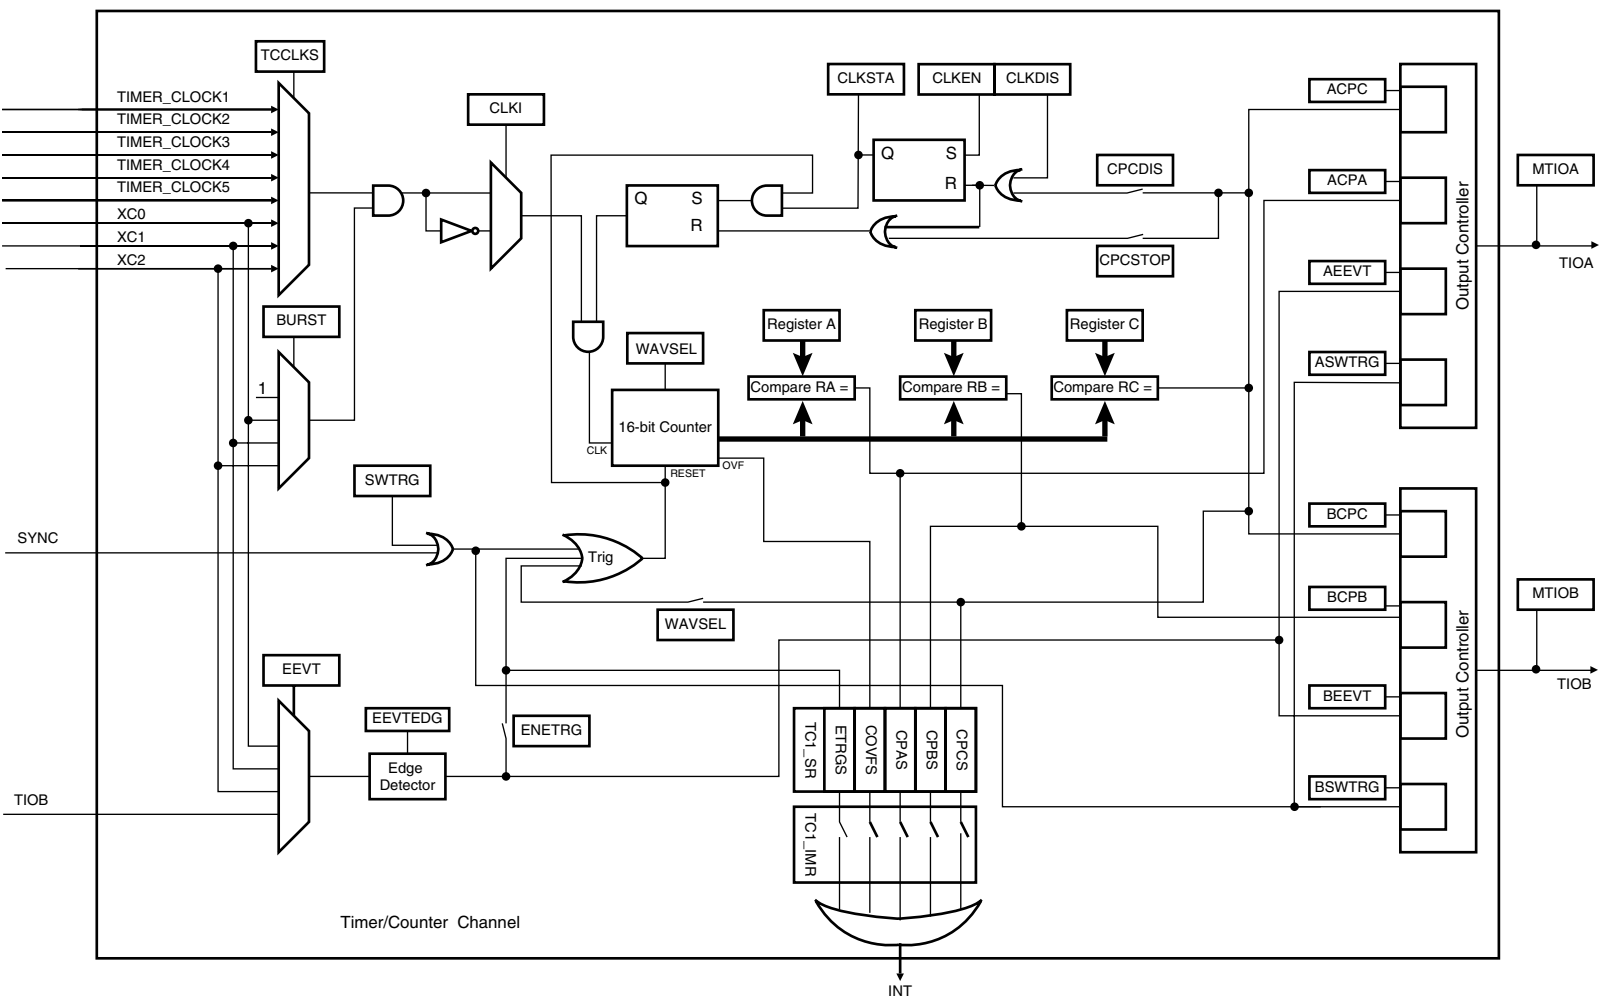 TCCLKS
TIMER_CLOCK1
TIMER_CLOCK2
TIMER_CLOCK3
TIMER_CLOCK4
TIMER_CLOCK5
XC0
XC1
XC2
CLKI
CLKSTA
CLKEN
CLKDIS
Q
S
R
Q
S
R
CPCDIS
CPCSTOP
ACPC
ACPA
AEEVT
ASWTRG
Output Controller
MTIOA
TIOA
BURST
1
WAVSEL
Register A
Register B
Register C
Compare RA =
Compare RB =
Compare RC =
16-bit Counter
CLK
RESET
OVF
SWTRG
SYNC
Trig
WAVSEL
BCPC
BCPB
BEEVT
BSWTRG
Output Controller
MTIOB
TIOB
EEVT
EEVTEDG
Edge
Detector
ENETRG
TIOB
TC1_SR
ETRGS
COVFS
CPAS
CPBS
CPCS
TC1_IMR
Timer/Counter Channel
INT